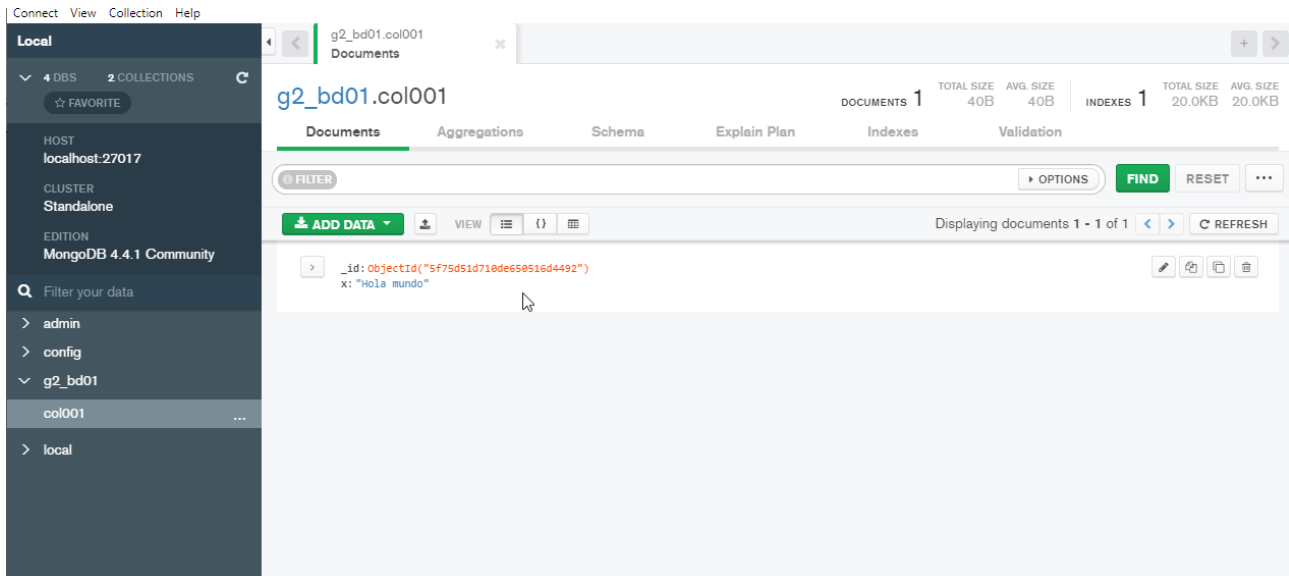 Connect View Collection Help
Local
4 DBS 2 COLLECTIONS
FAVORITE
HOST
localhost:27017
CLUSTER
Standalone
EDITION
MongoDB 4.4.1 Community
Filter your data
admin
config
g2_bd01
col001 ...
local
g2_bd01.col001
Documents
g2_bd01.col001
DOCUMENTS 1 TOTAL SIZE 40B AVG. SIZE 40B INDEXES 1 TOTAL SIZE 20.0KB AVG. SIZE 20.0KB
Documents Aggregations Schema Explain Plan Indexes Validation
FILTER OPTIONS FIND RESET ...
ADD DATA VIEW {} Displaying documents 1 - 1 of 1 REFRESH
_id: ObjectId("5f75d51d710de650516d4492")
x: "Hola mundo"